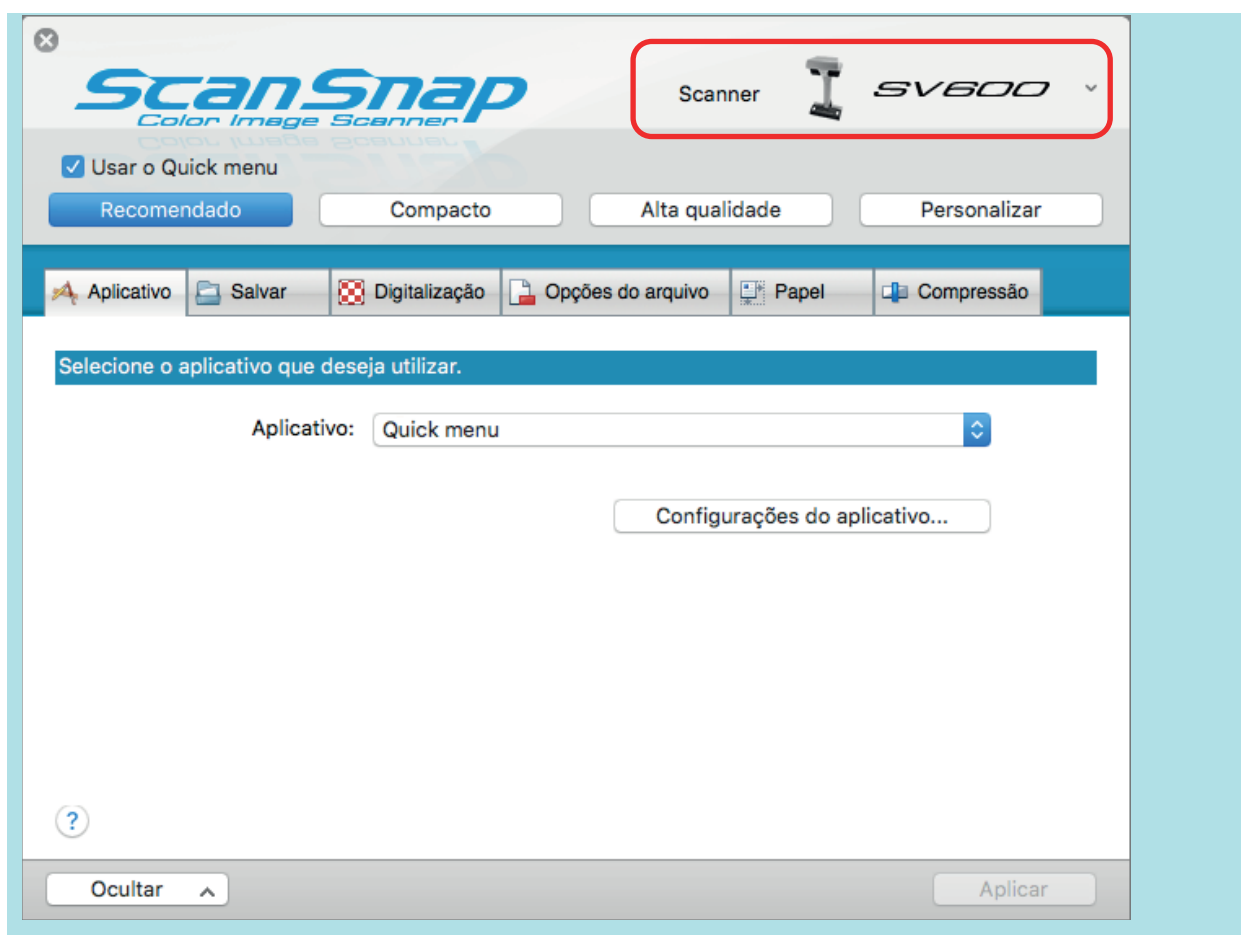 ScanSnap
Color Image Scanner
Scanner SV600
Usar o Quick menu
Recomendado Compacto Alta qualidade Personalizar
Aplicativo Salvar Digitalização Opções do arquivo Papel Compressão
Selecione o aplicativo que deseja utilizar.
Aplicativo: Quick menu
Configurações do aplicativo...
?
Ocultar Aplicar